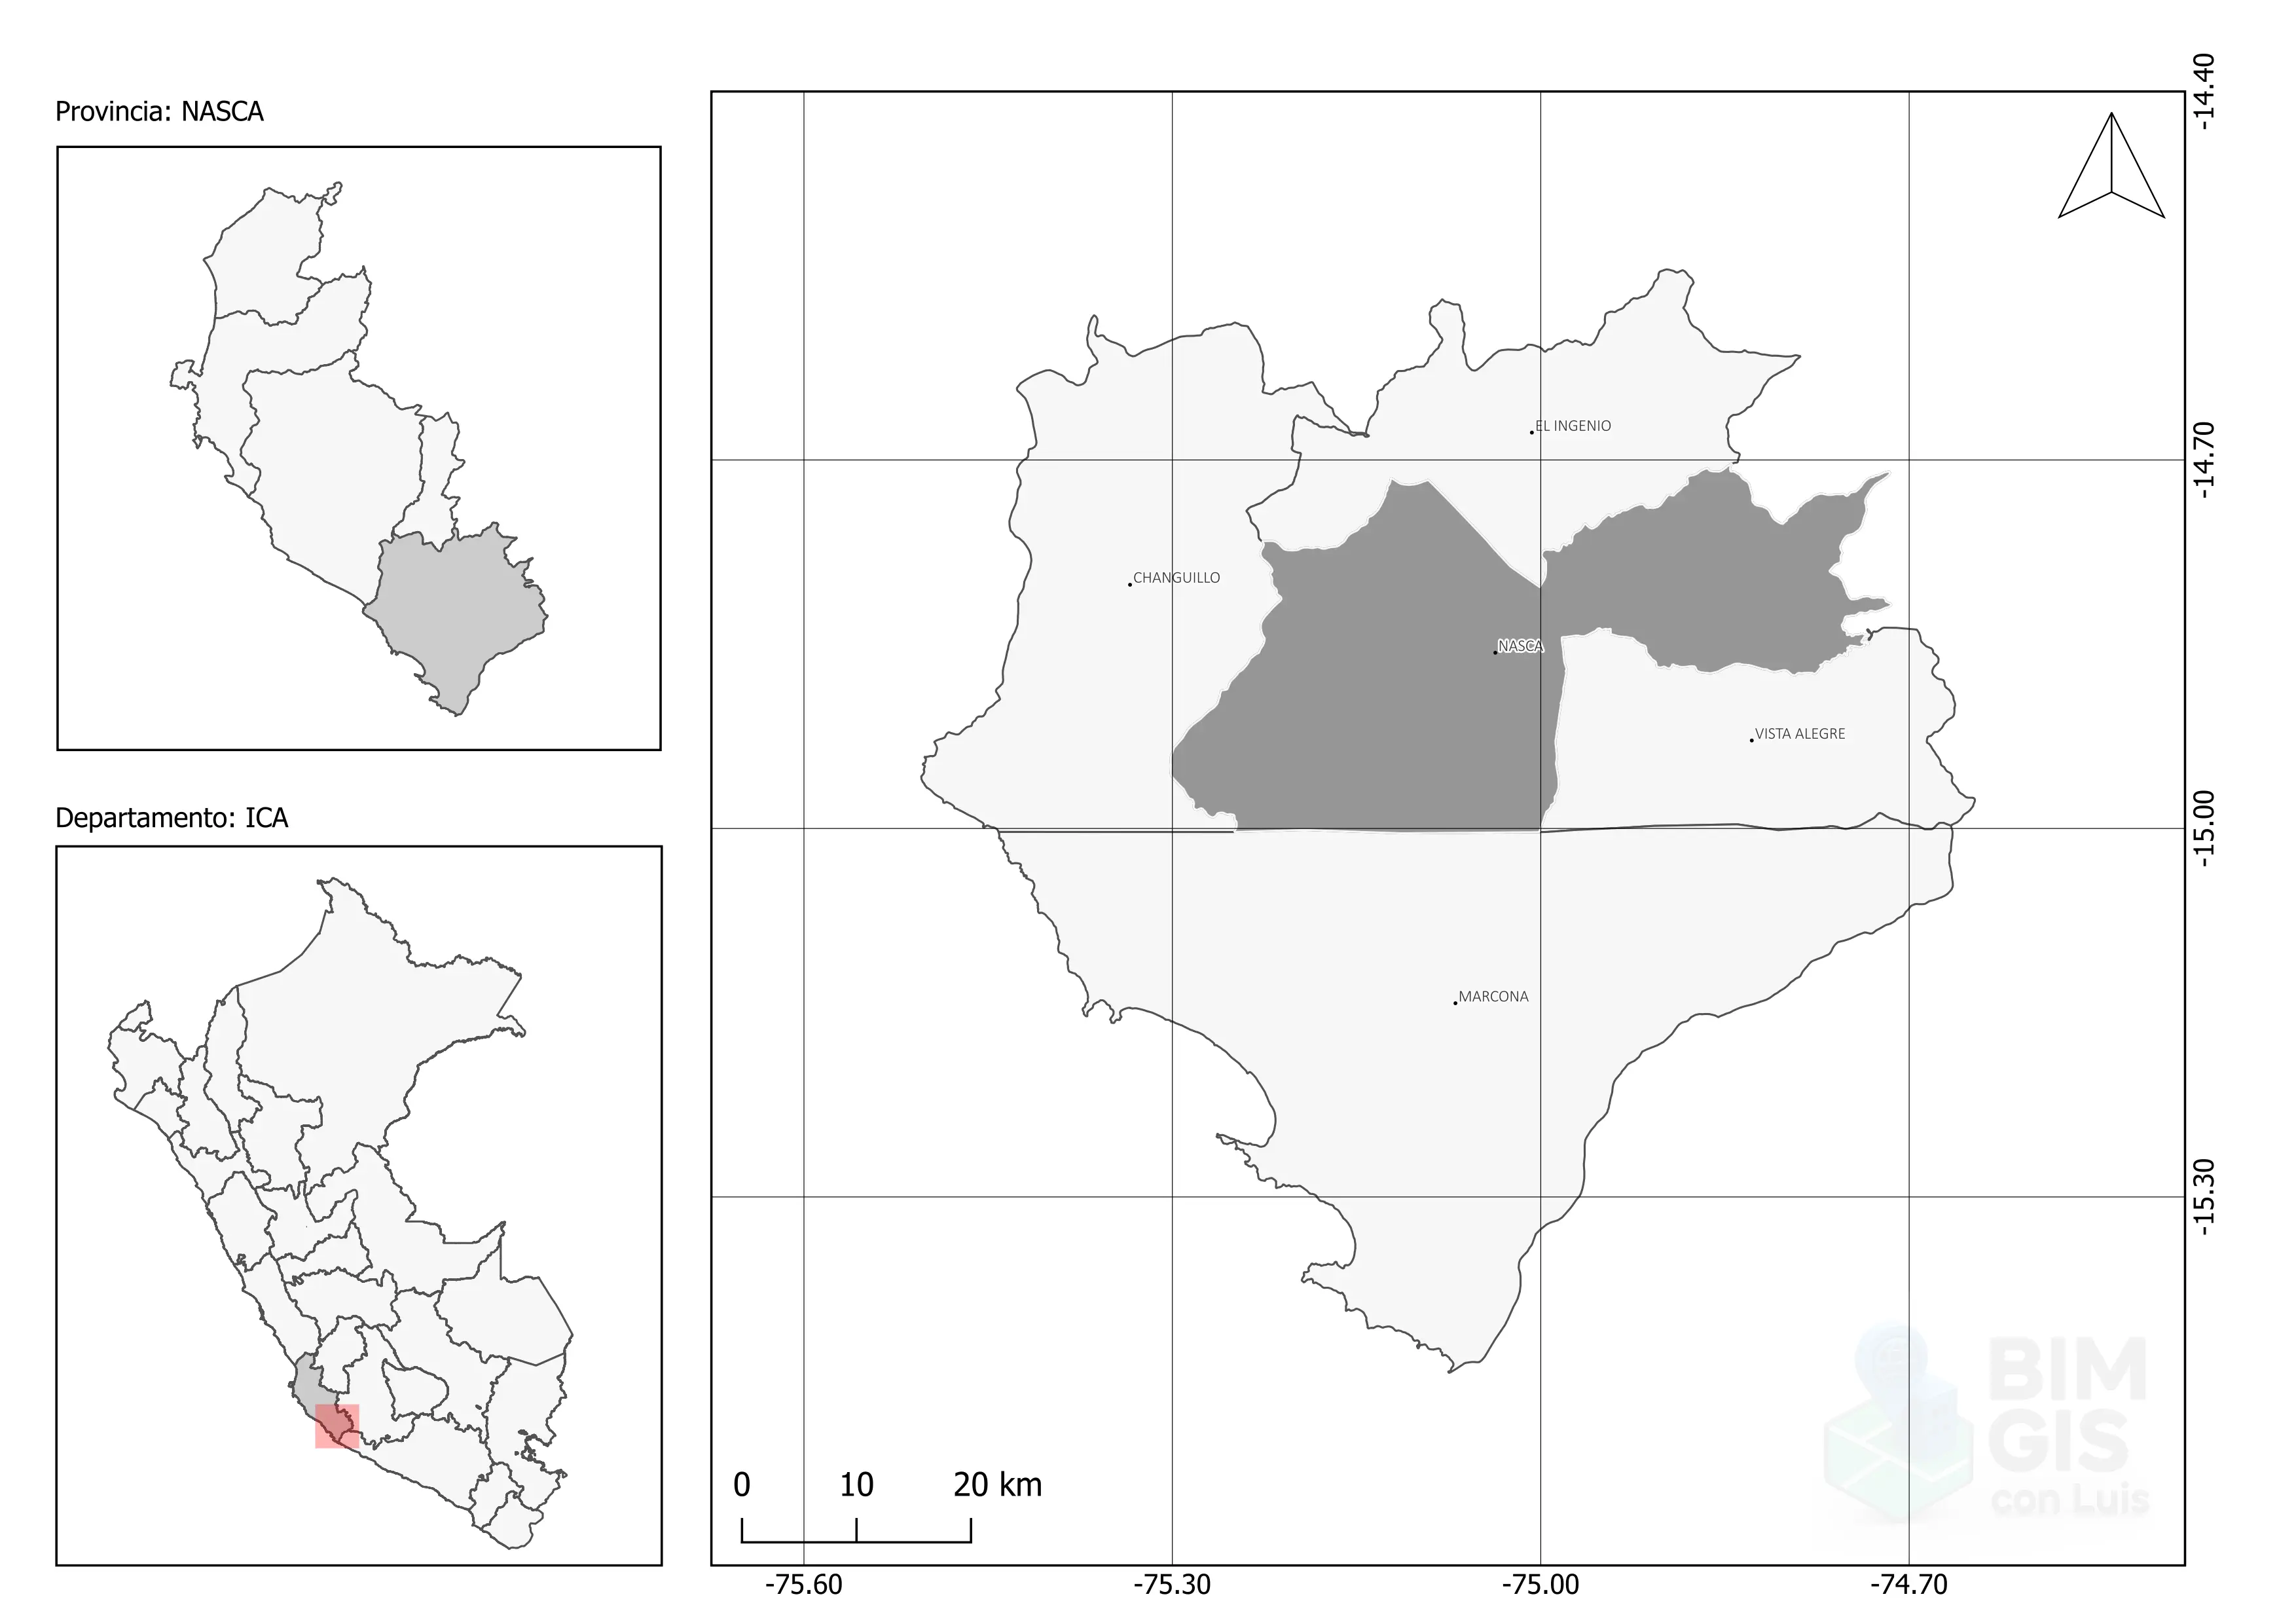 Provincia: NASCA
Departamento: ICA
EL INGENIO
CHANGUILLO
NASCA
VISTA ALEGRE
MARCONA
-14.40
-14.70
-15.00
-15.30
0 10 20 km
-75.60 -75.30 -75.00 -74.70
BIM
GIS
con Luis